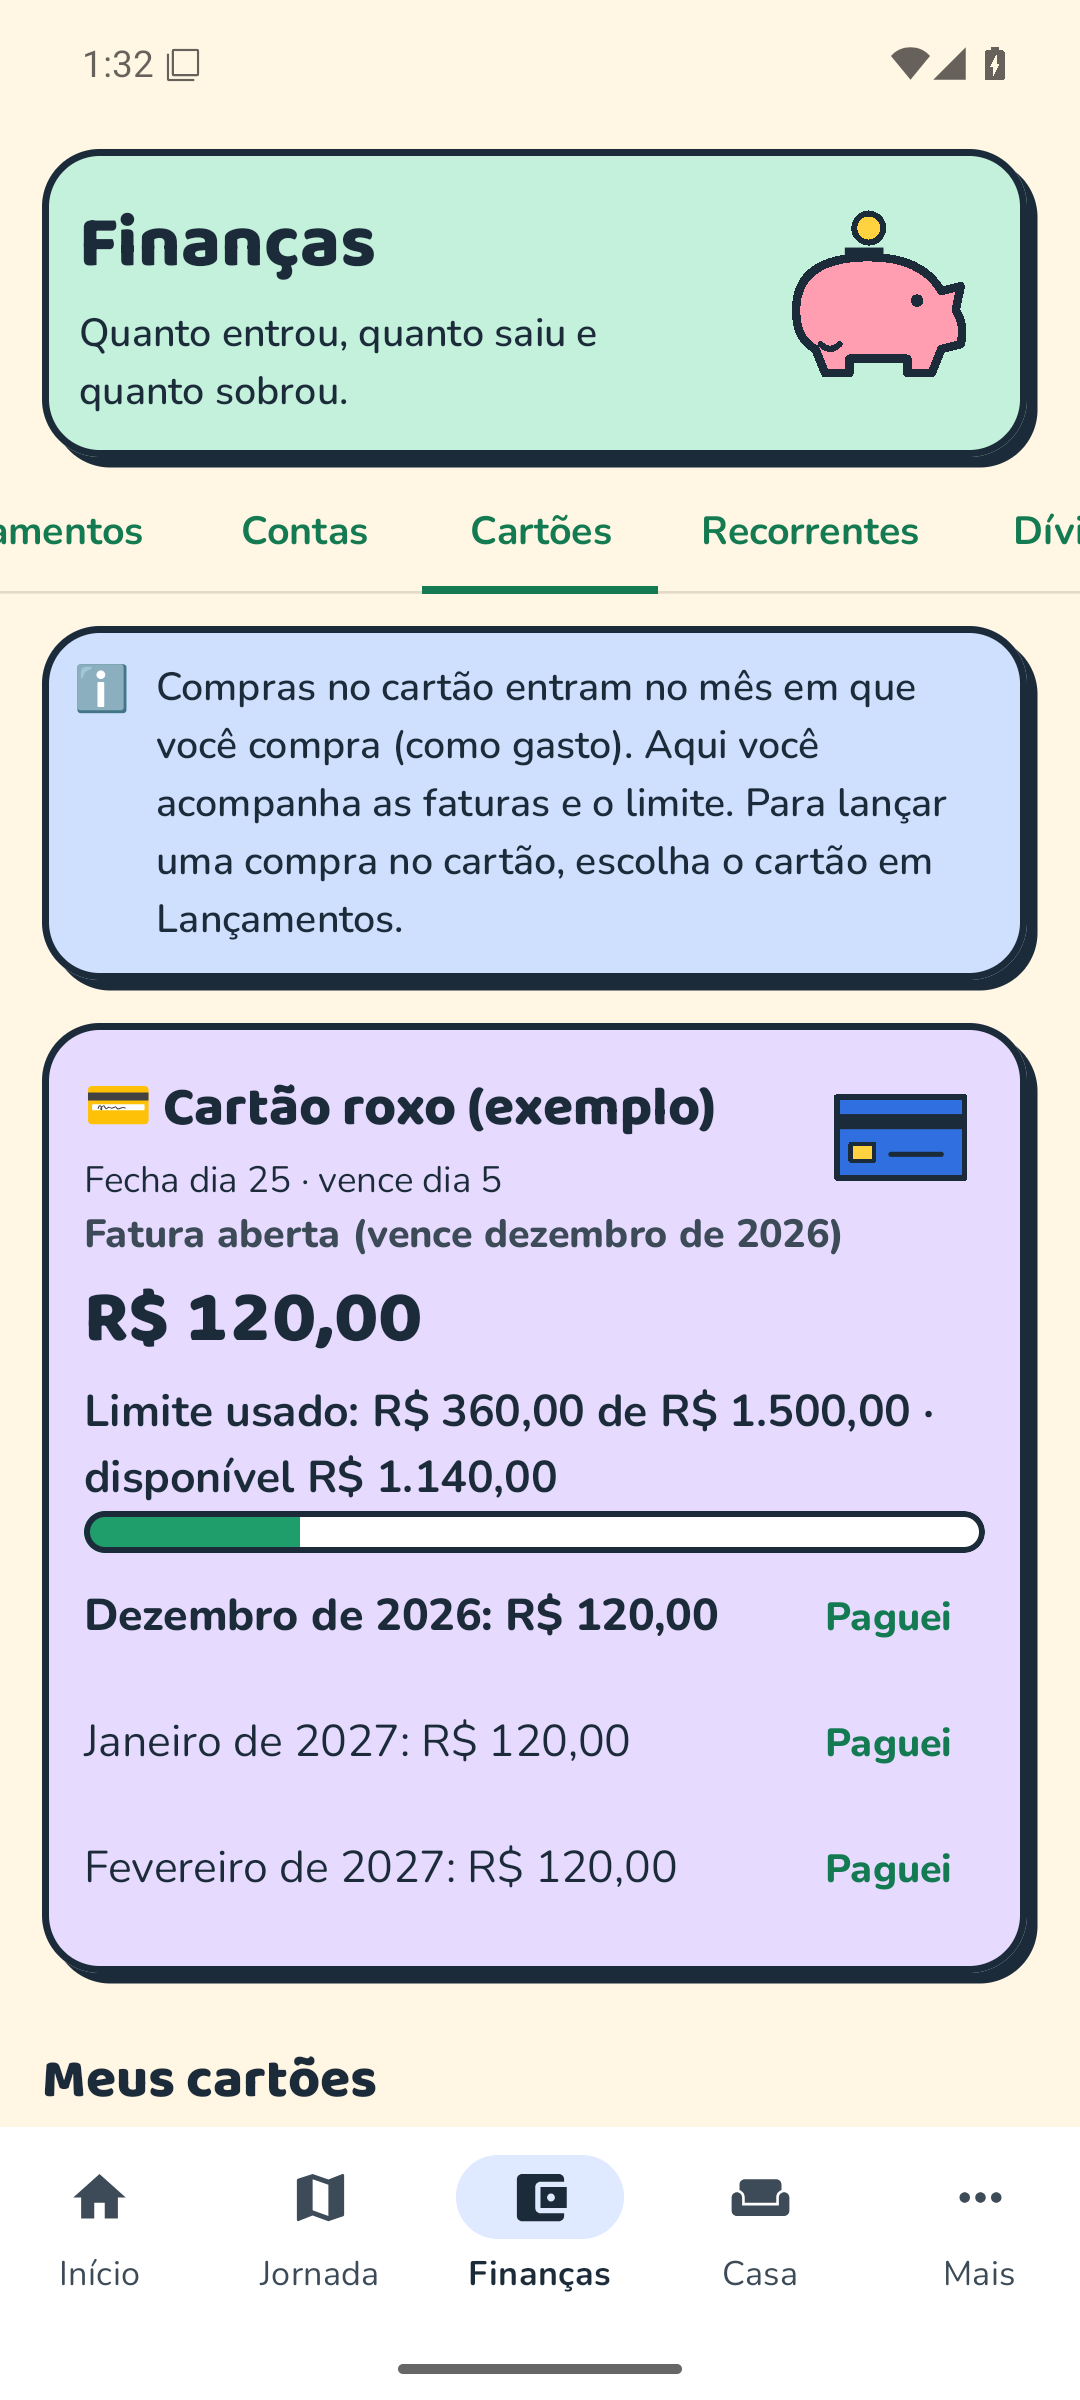 1:32
Finanças
Quanto entrou, quanto saiu e
quanto sobrou.
amentos
Contas
Cartões
Recorrentes
Dívi
Compras no cartão entram no mês em que
você compra (como gasto). Aqui você
acompanha as faturas e o limite. Para lançar
uma compra no cartão, escolha o cartão em
Lançamentos.
Cartão roxo (exemplo)
Fecha dia 25 · vence dia 5
Fatura aberta (vence dezembro de 2026)
R$ 120,00
Limite usado: R$ 360,00 de R$ 1.500,00 ·
disponível R$ 1.140,00
Dezembro de 2026: R$ 120,00 Paguei
Janeiro de 2027: R$ 120,00 Paguei
Fevereiro de 2027: R$ 120,00 Paguei
Meus cartões
Início
Jornada
Finanças
Casa
Mais